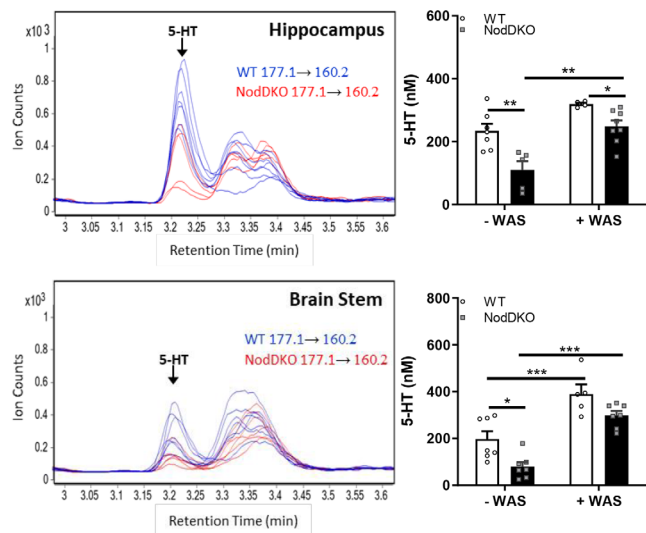 x10³
Hippocampus
5-HT
WT 177.1→160.2
NodDKO 177.1→160.2
Ion Counts
1
0.8
0.6
0.4
0.2
0
3 3.05 3.1 3.15 3.2 3.25 3.3 3.35 3.4 3.45 3.5 3.55 3.6
Retention Time (min)
WT
NodDKO
5-HT (nM)
600
400
200
0
**
**
*
- WAS + WAS
x10³
Brain Stem
5-HT
WT 177.1→160.2
NodDKO 177.1→160.2
Ion Counts
1
0.8
0.6
0.4
0.2
0
3 3.05 3.1 3.15 3.2 3.25 3.3 3.35 3.4 3.45 3.5 3.55 3.6
Retention Time (min)
WT
NodDKO
5-HT (nM)
800
600
400
200
0
***
***
*
- WAS + WAS